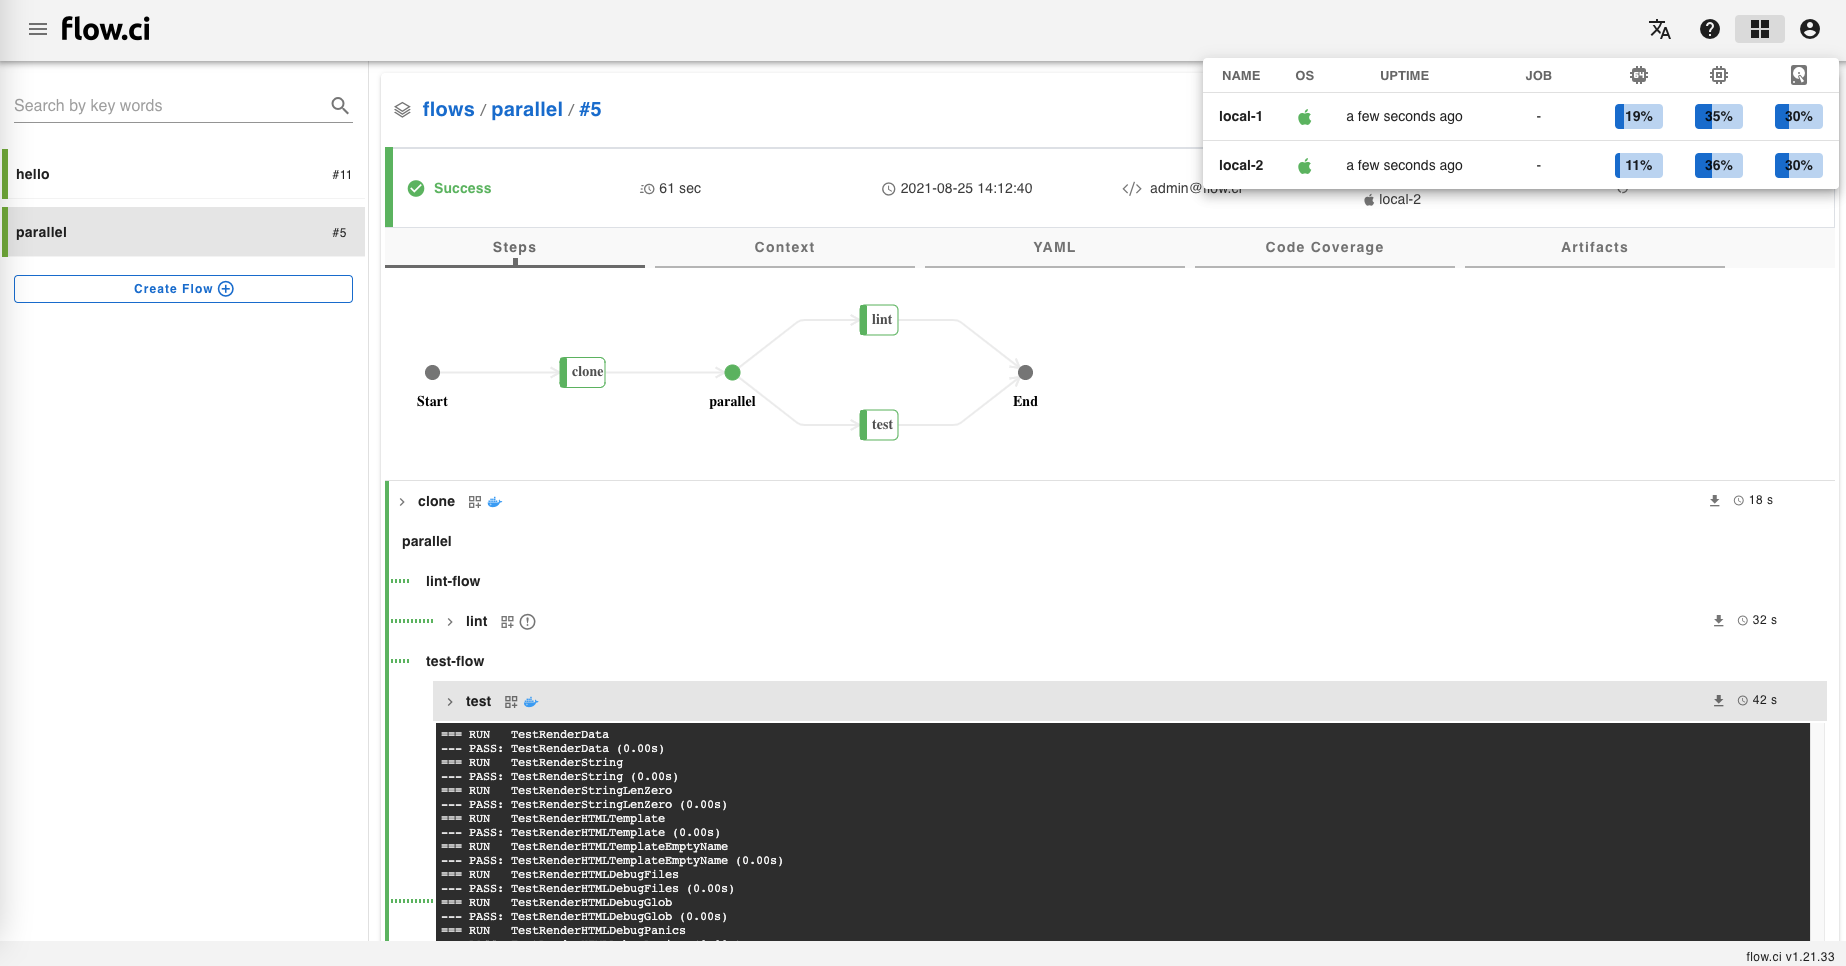 flow.ci
Search by key words
hello #11
parallel #5
Create Flow
NAME OS UPTIME JOB
local-1 a few seconds ago - 19% 35% 30%
local-2 a few seconds ago - 11% 36% 30%
flows / parallel / #5
Success 61 sec 2021-08-25 14:12:40 admin@flow.ci
local-2
Steps Context YAML Code Coverage Artifacts
lint
clone
test
Start parallel End
clone 18 s
parallel
lint-flow
lint 32 s
test-flow
test 42 s
=== RUN TestRenderData
--- PASS: TestRenderData (0.00s)
=== RUN TestRenderString
--- PASS: TestRenderString (0.00s)
=== RUN TestRenderStringLenZero
--- PASS: TestRenderStringLenZero (0.00s)
=== RUN TestRenderHTMLTemplate
--- PASS: TestRenderHTMLTemplate (0.00s)
=== RUN TestRenderHTMLTemplateEmptyName
--- PASS: TestRenderHTMLTemplateEmptyName (0.00s)
=== RUN TestRenderHTMLDebugFiles
--- PASS: TestRenderHTMLDebugFiles (0.00s)
=== RUN TestRenderHTMLDebugGlob
--- PASS: TestRenderHTMLDebugGlob (0.00s)
=== RUN TestRenderHTMLDebugPanics
flow.ci v1.21.33